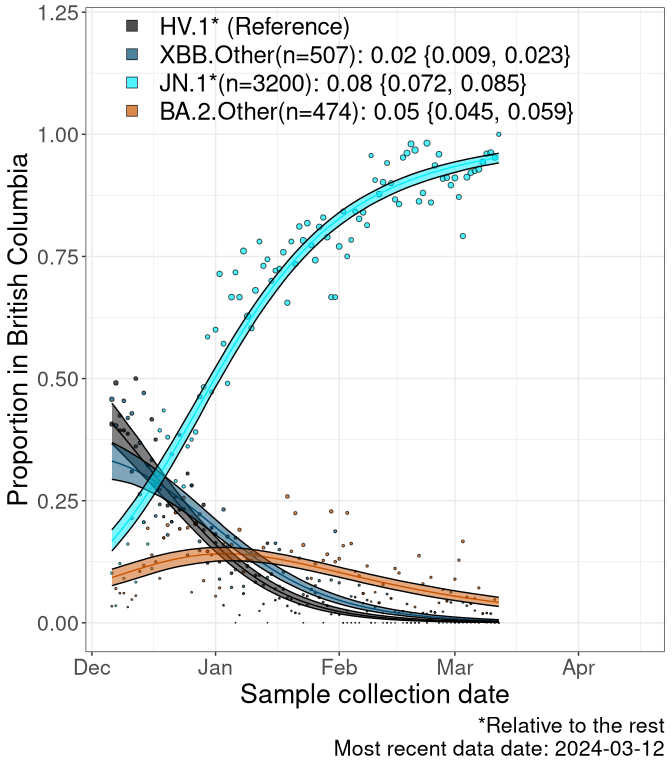 HV.1* (Reference)
XBB.Other(n=507): 0.02 {0.009, 0.023}
JN.1*(n=3200): 0.08 {0.072, 0.085}
BA.2.Other(n=474): 0.05 {0.045, 0.059}
1.25
1.00
0.75
0.50
0.25
0.00
Proportion in British Columbia
Dec Jan Feb Mar Apr
Sample collection date
*Relative to the rest
Most recent data date: 2024-03-12